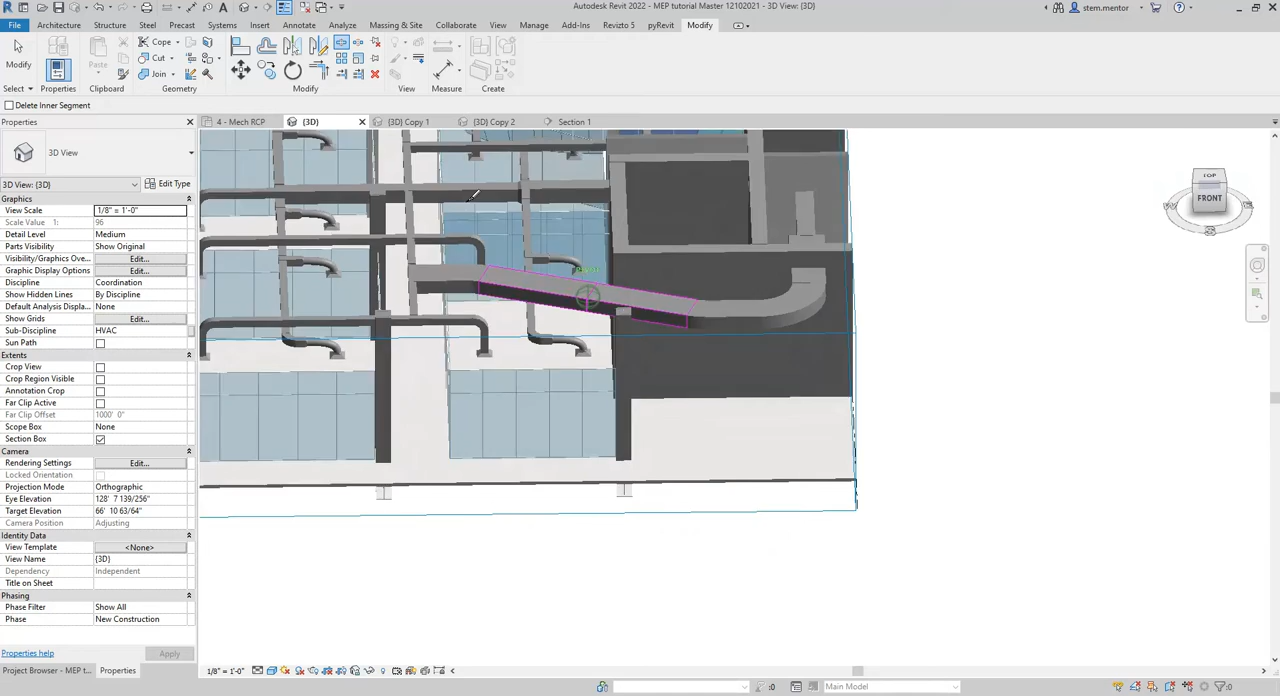 Autodesk Revit 2022 - MEP tutorial Master 12102021 - 3D View: {3D}
stem.mentor
File Architecture Structure Steel Precast Systems Insert Annotate Analyze Massing & Site Collaborate View Manage Add-Ins Revizto 5 pyRevit Modify
Modify Paste Cope Cut Join
Select Properties Clipboard Geometry Modify View Measure Create
Delete Inner Segment
Properties
4 - Mech RCP {3D} {3D} Copy 1 {3D} Copy 2 Section 1
3D View
3D View: {3D} Edit Type
Graphics
View Scale 1/8" = 1'-0"
Scale Value 1: 96
Detail Level Medium
Parts Visibility Show Original
Visibility/Graphics Ove... Edit...
Graphic Display Options Edit...
Discipline Coordination
Show Hidden Lines By Discipline
Default Analysis Displa... None
Show Grids Edit...
Sub-Discipline HVAC
Sun Path
Extents
Crop View
Crop Region Visible
Annotation Crop
Far Clip Active
Far Clip Offset 1000' 0"
Scope Box None
Section Box
Camera
Rendering Settings Edit...
Locked Orientation
Projection Mode Orthographic
Eye Elevation 128' 7 139/256"
Target Elevation 66' 10 63/64"
Camera Position Adjusting
Identity Data
View Template <None>
View Name {3D}
Dependency Independent
Title on Sheet
Phasing
Phase Filter Show All
Phase New Construction
Properties help Apply
Project Browser - MEP t... Properties
1/8" = 1'-0"
:0 Main Model :0
TOP
FRONT
W E
S